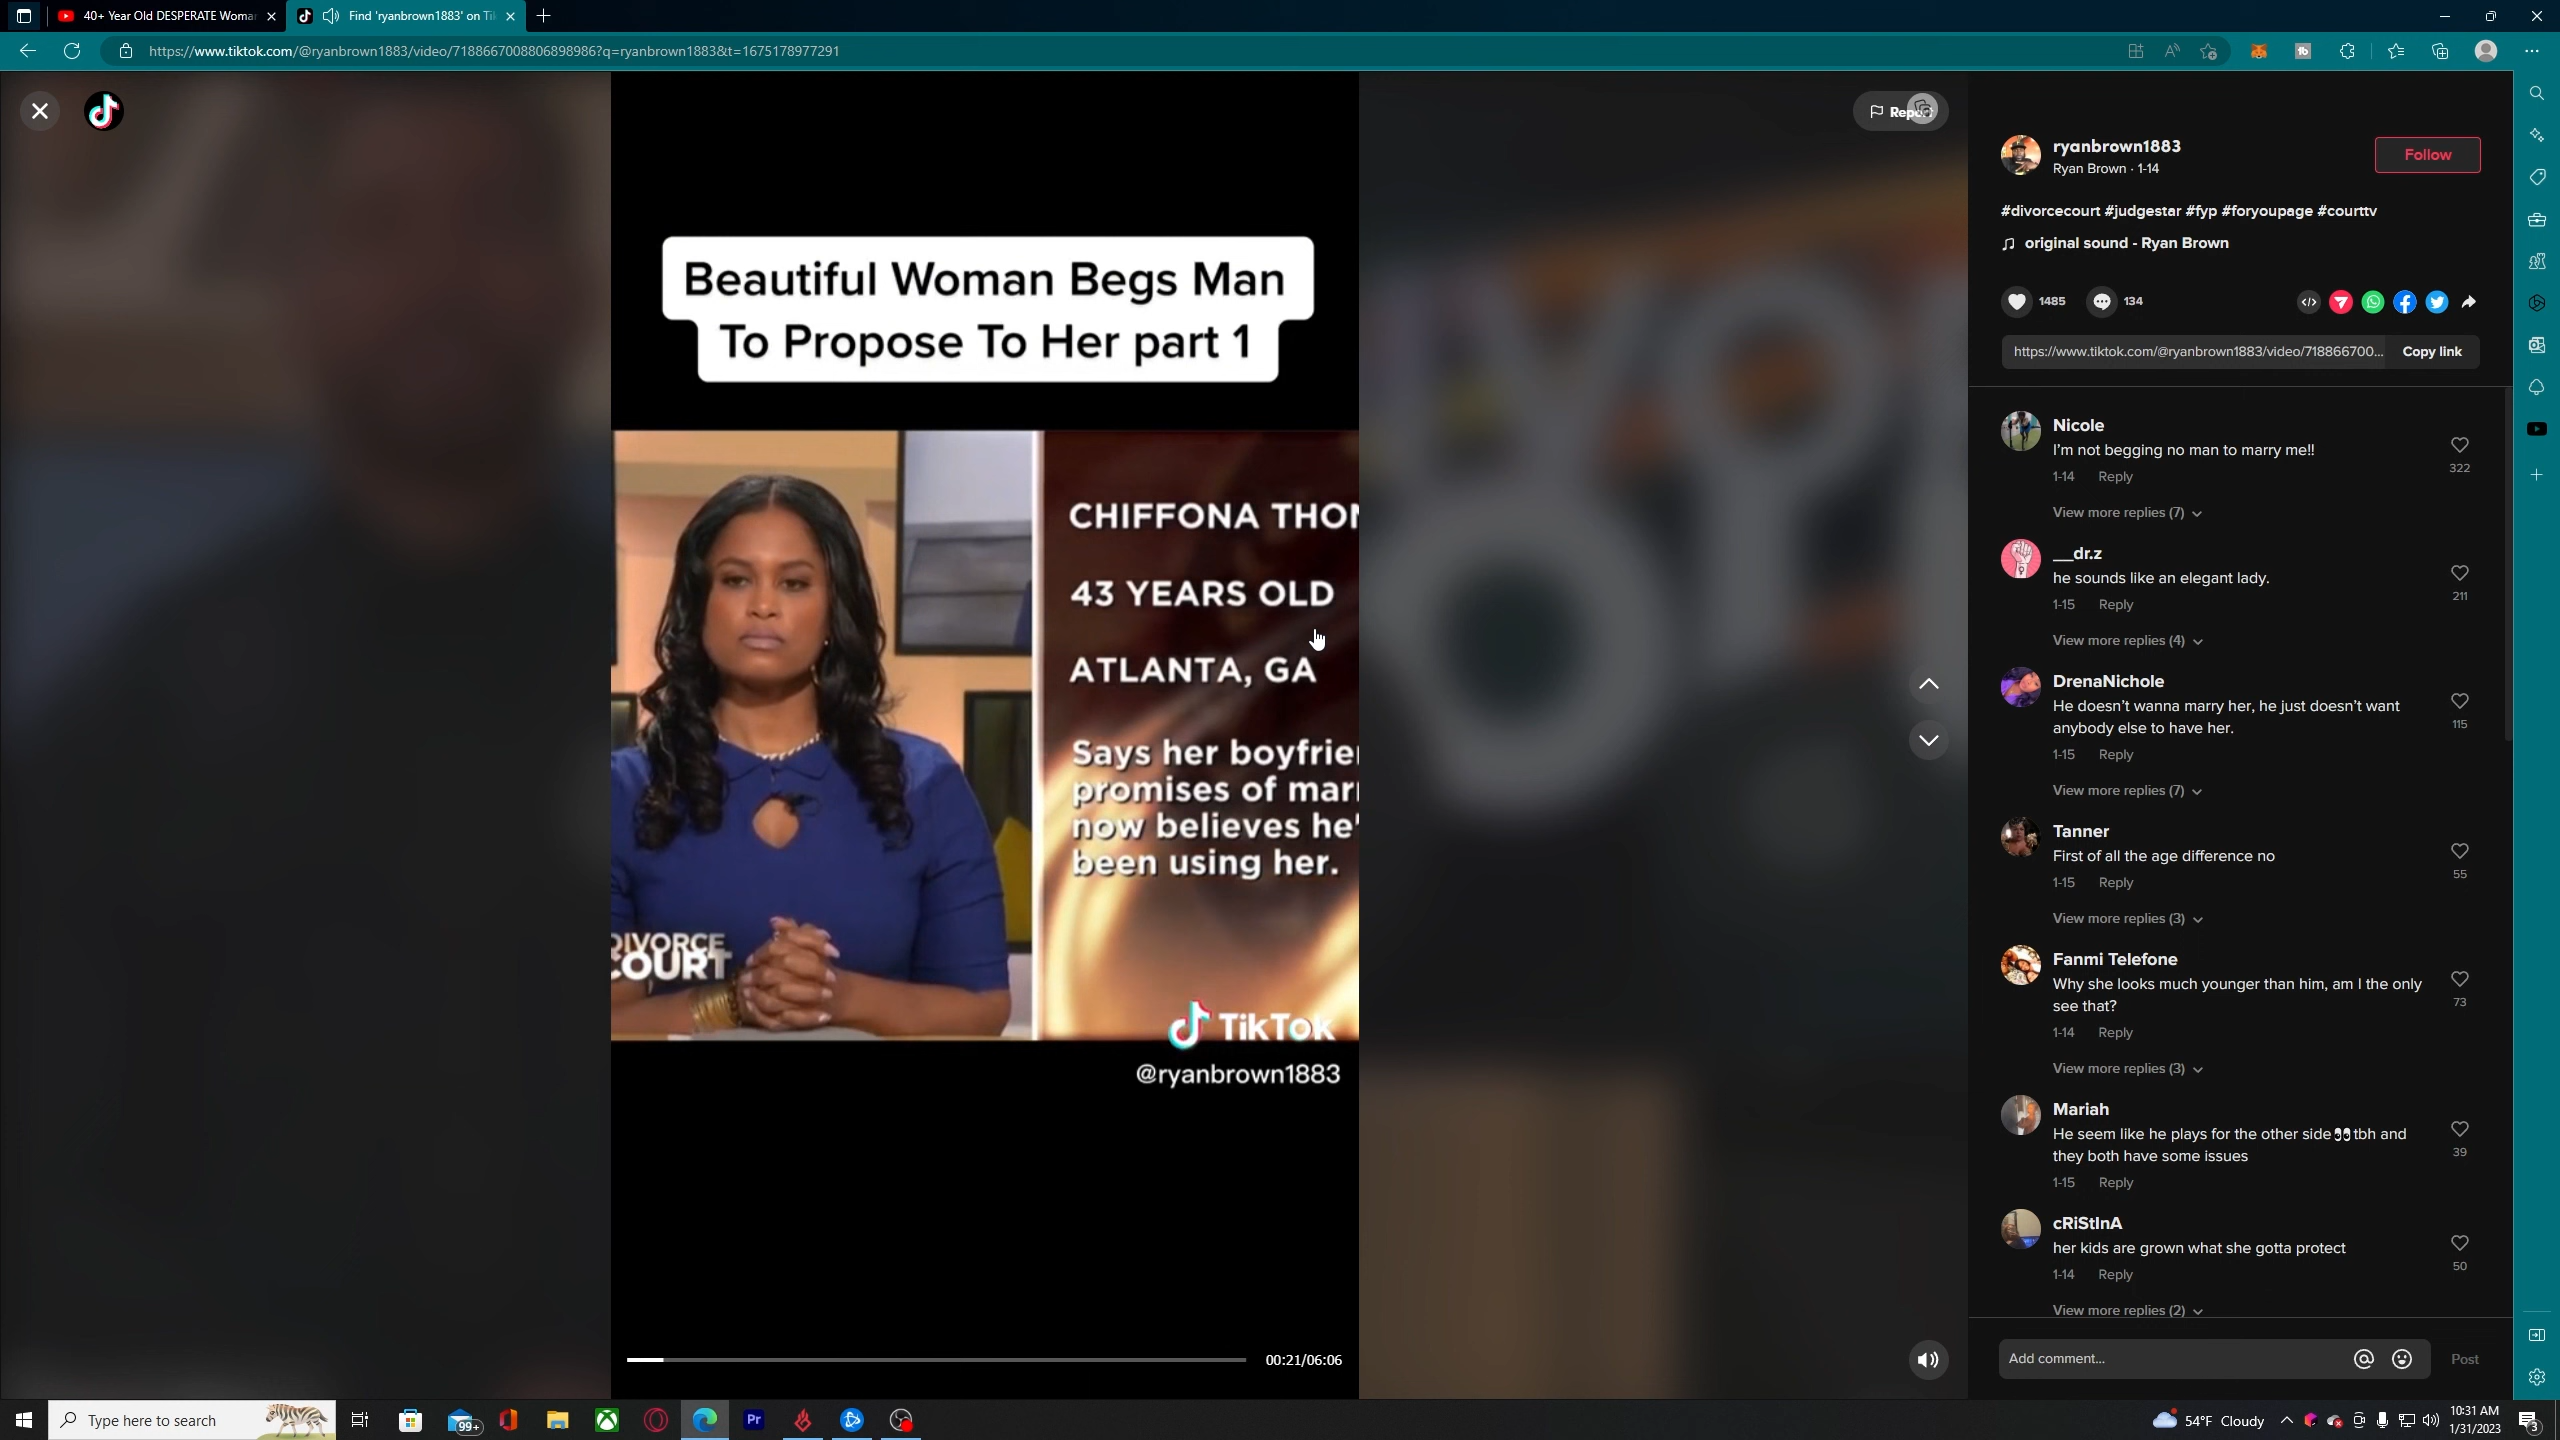 40+ Year Old DESPERATE Woma
Find 'ryanbrown1883' on Ti
https://www.tiktok.com/@ryanbrown1883/video/7188667008806898986?q=ryanbrown1883&t=1675178977291
Beautiful Woman Begs Man
To Propose To Her part 1
CHIFFONA THO
43 YEARS OLD
ATLANTA, GA
Says her boyfrie
promises of mar
now believes he'
been using her.
DIVORCE
COURT
TikTok
@ryanbrown1883
00:21/06:06
ryanbrown1883
Ryan Brown · 1-14
Follow
#divorcecourt #judgestar #fyp #foryoupage #courttv
original sound - Ryan Brown
1485
134
https://www.tiktok.com/@ryanbrown1883/video/718866700...
Copy link
Nicole
I'm not begging no man to marry me!!
322
1-14 Reply
View more replies (7)
__dr.z
he sounds like an elegant lady.
211
1-15 Reply
View more replies (4)
DrenaNichole
He doesn't wanna marry her, he just doesn't want
anybody else to have her.
115
1-15 Reply
View more replies (7)
Tanner
First of all the age difference no
55
1-15 Reply
View more replies (3)
Fanmi Telefone
Why she looks much younger than him, am I the only
see that?
73
1-14 Reply
View more replies (3)
Mariah
He seem like he plays for the other side👀tbh and
they both have some issues
39
1-15 Reply
cRiStInA
her kids are grown what she gotta protect
50
1-14 Reply
View more replies (2)
Add comment...
Post
Type here to search
99+
Pr
54°F Cloudy
10:31 AM
1/31/2023
3